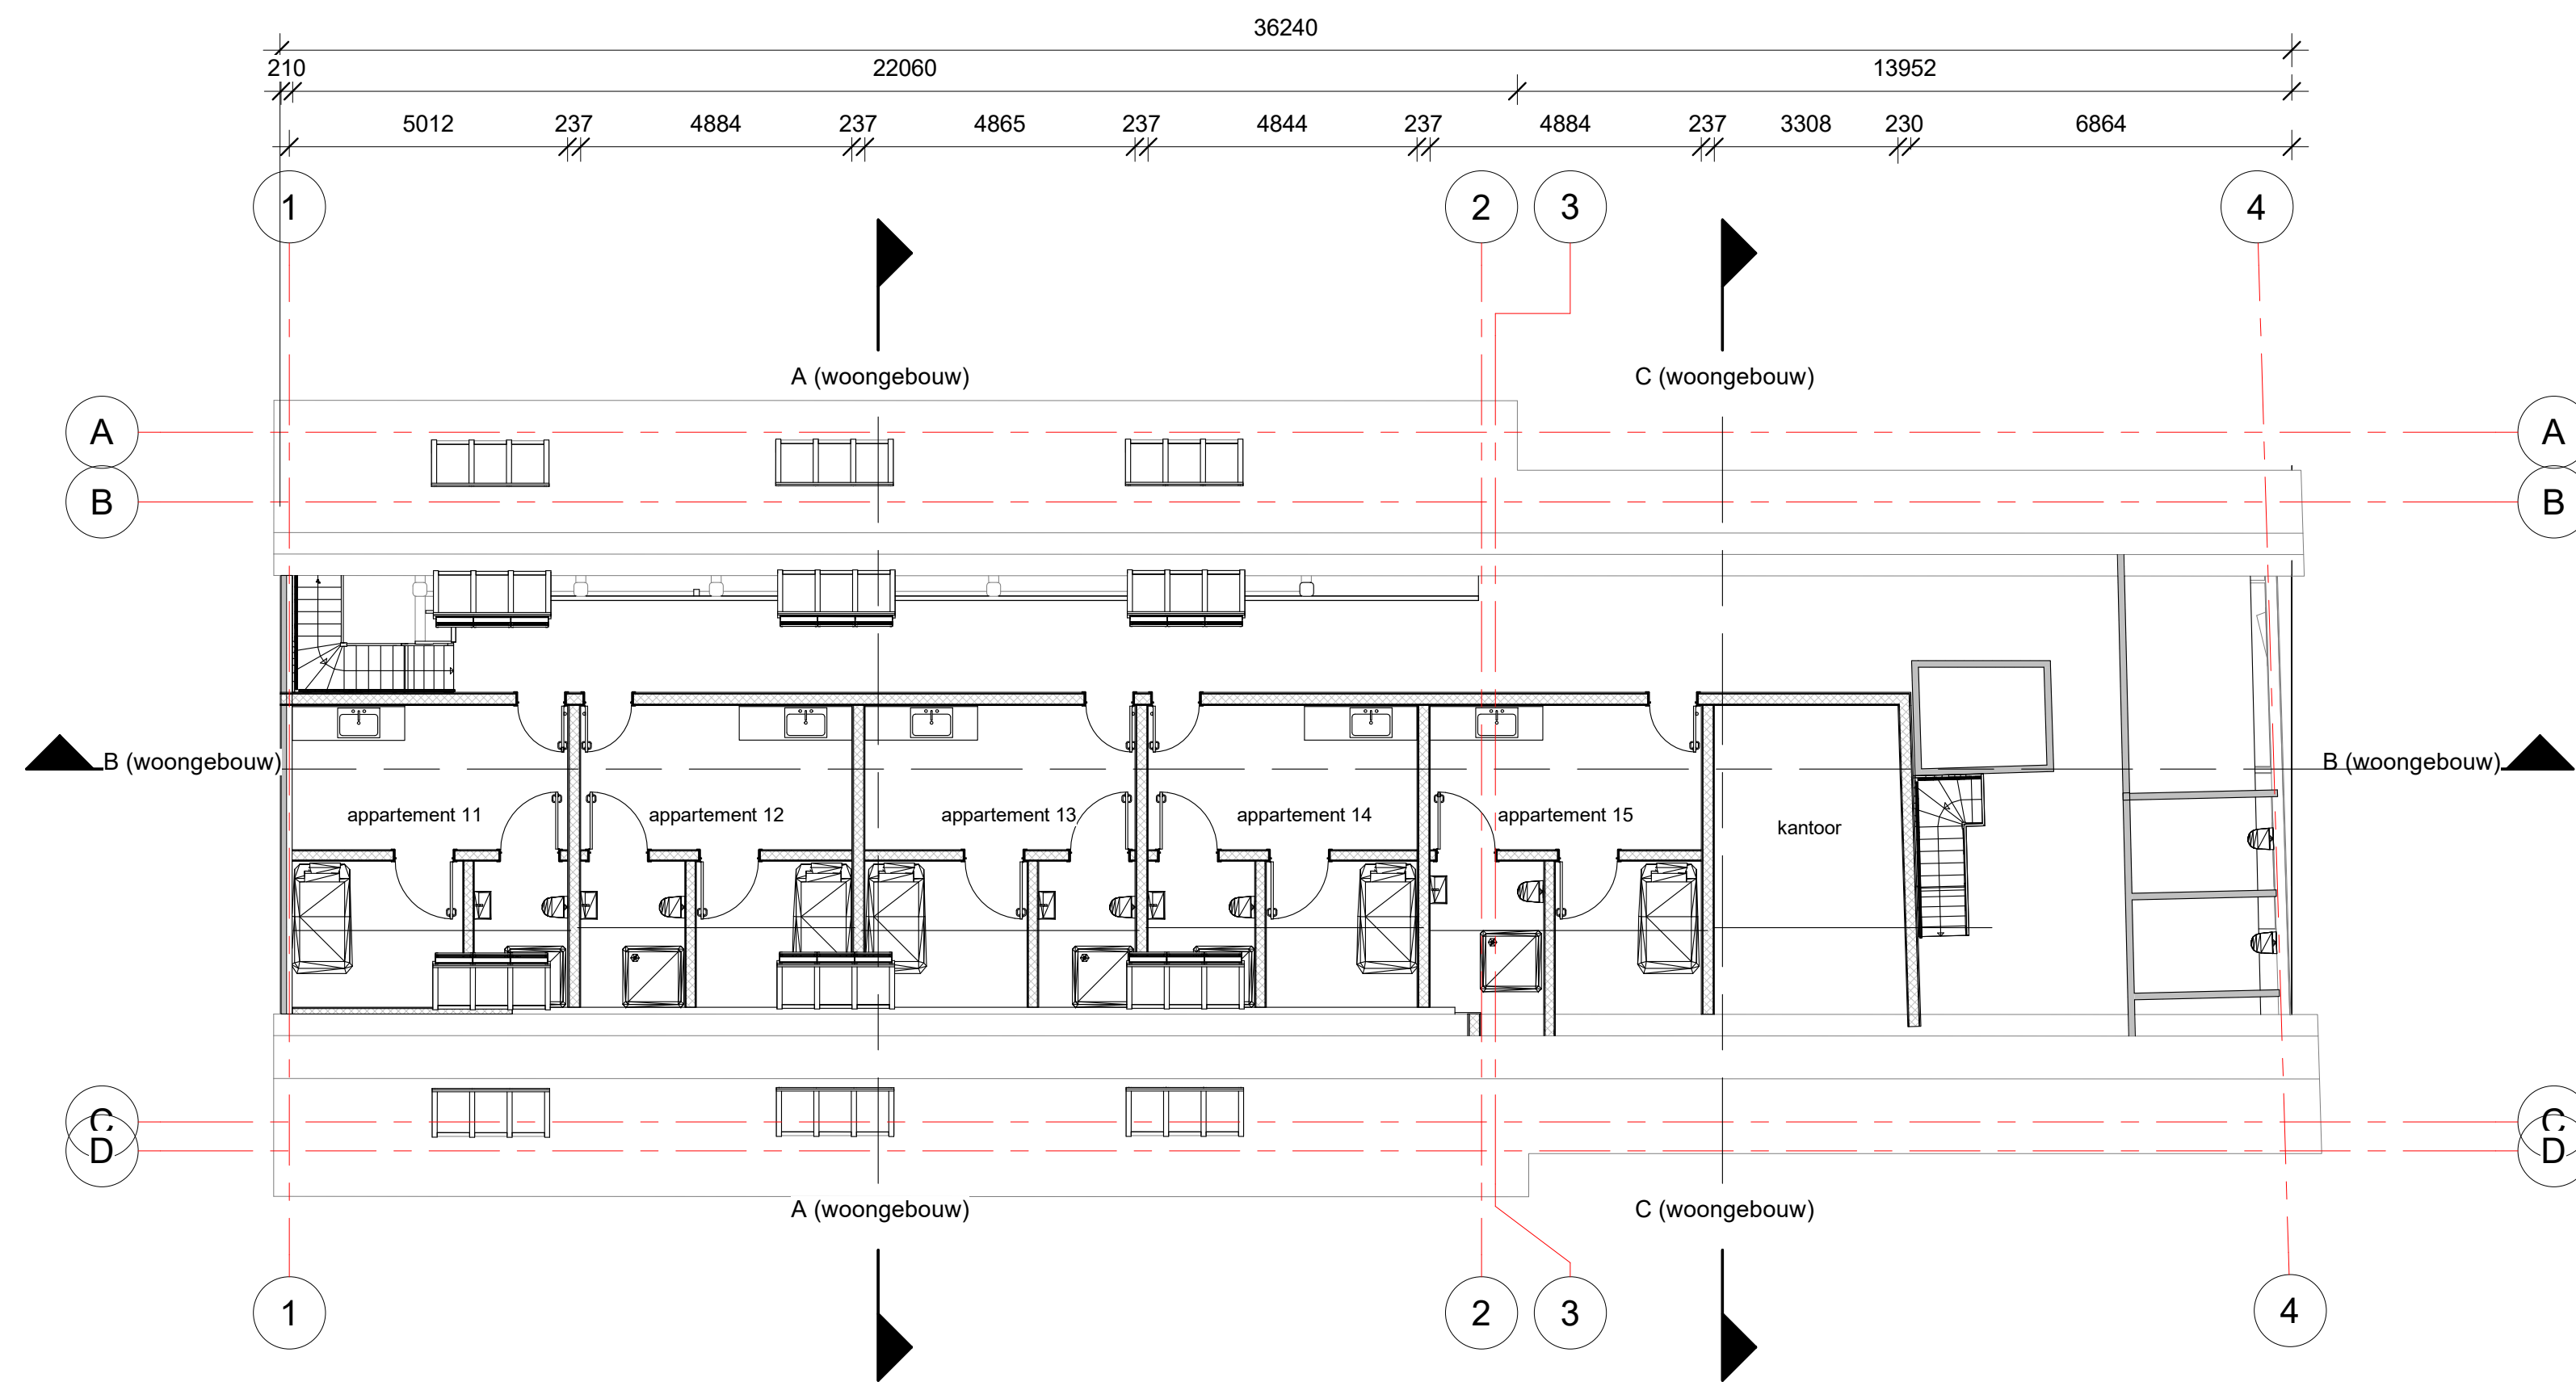 36240
210 22060 13952
5012 237 4884 237 4865 237 4844 237 4884 237 3308 230 6864
1 2 3 4
A (woongebouw) C (woongebouw)
A A
B B
B (woongebouw) B (woongebouw)
appartement 11 appartement 12 appartement 13 appartement 14 appartement 15
kantoor
C C
D D
A (woongebouw) C (woongebouw)
1 2 3 4